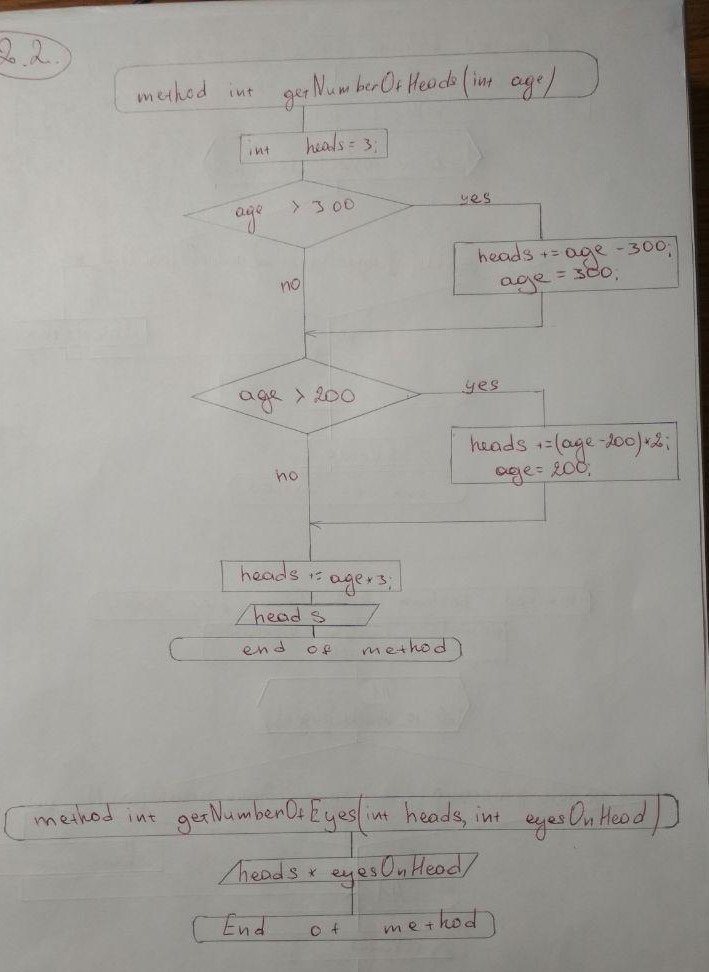 2.2.
method int getNumberOfHeads(int age)
int heads = 3;
age > 300
yes
heads += age - 300;
age = 300;
no
age > 200
yes
heads +=(age-200)*2;
age = 200;
no
heads += age*3;
heads
end of method
method int getNumberOfEyes(int heads, int eyesOnHead)
heads * eyesOnHead
End of method